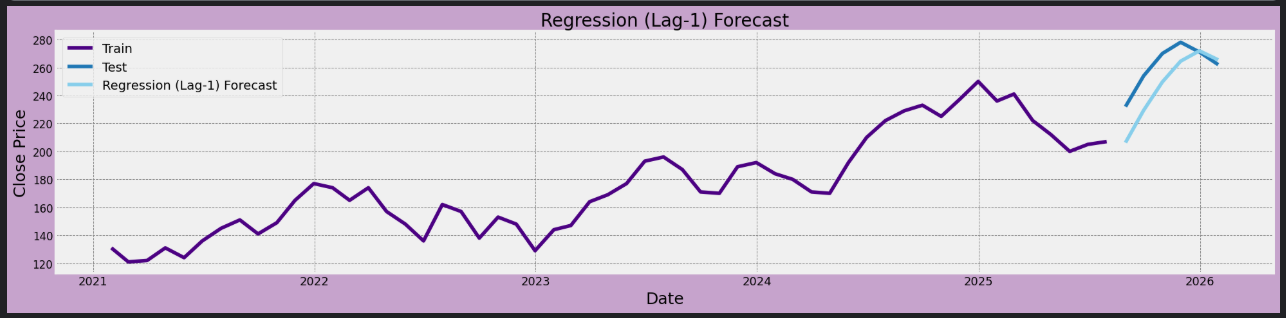 Regression (Lag-1) Forecast
Train
Test
Regression (Lag-1) Forecast
Close Price
280
260
240
220
200
180
160
140
120
2021 2022 2023 2024 2025 2026
Date